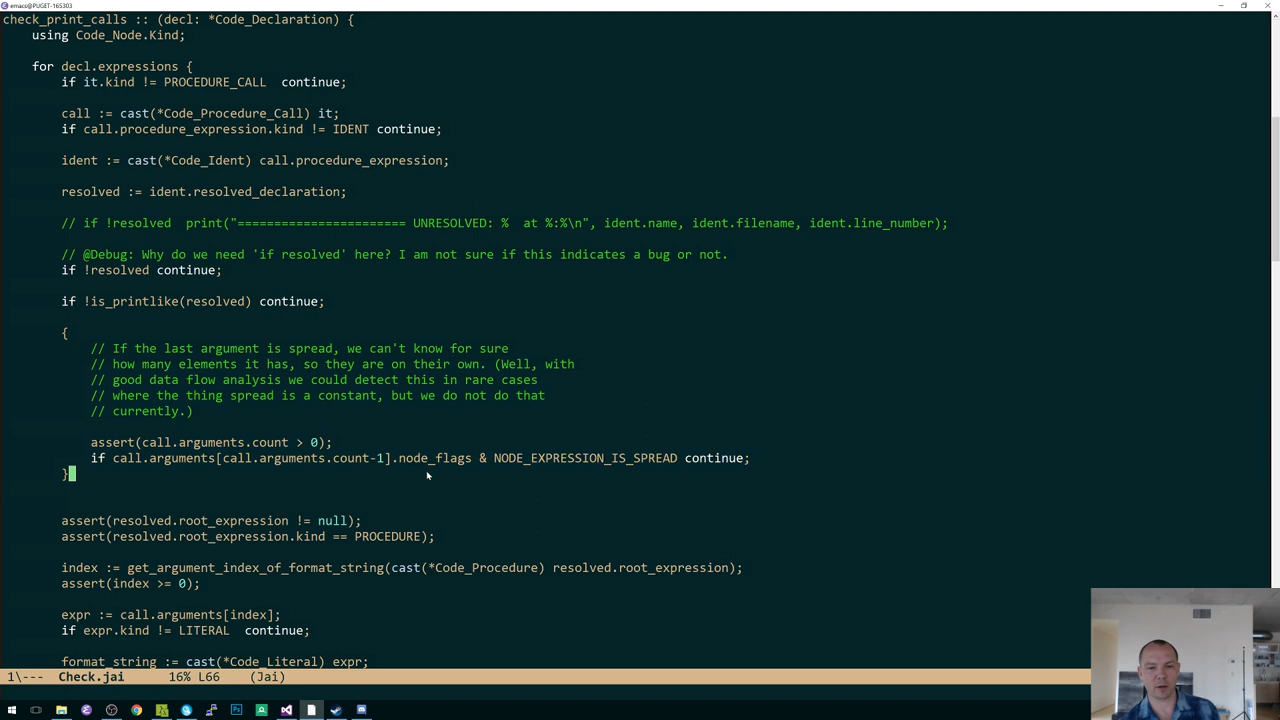 emacs@PUGET-165303
check_print_calls :: (decl: *Code_Declaration) {
    using Code_Node.Kind;
    for decl.expressions {
        if it.kind != PROCEDURE_CALL  continue;
        call := cast(*Code_Procedure_Call) it;
        if call.procedure_expression.kind != IDENT continue;
        ident := cast(*Code_Ident) call.procedure_expression;
        resolved := ident.resolved_declaration;
        // if !resolved  print("======================= UNRESOLVED: %  at %:%\n", ident.name, ident.filename, ident.line_number);
        // @Debug: Why do we need 'if resolved' here? I am not sure if this indicates a bug or not.
        if !resolved continue;
        if !is_printlike(resolved) continue;
        {
            // If the last argument is spread, we can't know for sure
            // how many elements it has, so they are on their own. (Well, with
            // good data flow analysis we could detect this in rare cases
            // where the thing spread is a constant, but we do not do that
            // currently.)
            assert(call.arguments.count > 0);
            if call.arguments[call.arguments.count-1].node_flags & NODE_EXPRESSION_IS_SPREAD continue;
        }
        assert(resolved.root_expression != null);
        assert(resolved.root_expression.kind == PROCEDURE);
        index := get_argument_index_of_format_string(cast(*Code_Procedure) resolved.root_expression);
        assert(index >= 0);
        expr := call.arguments[index];
        if expr.kind != LITERAL  continue;
        format_string := cast(*Code_Literal) expr;
1\---  Check.jai      16% L66    (Jai)